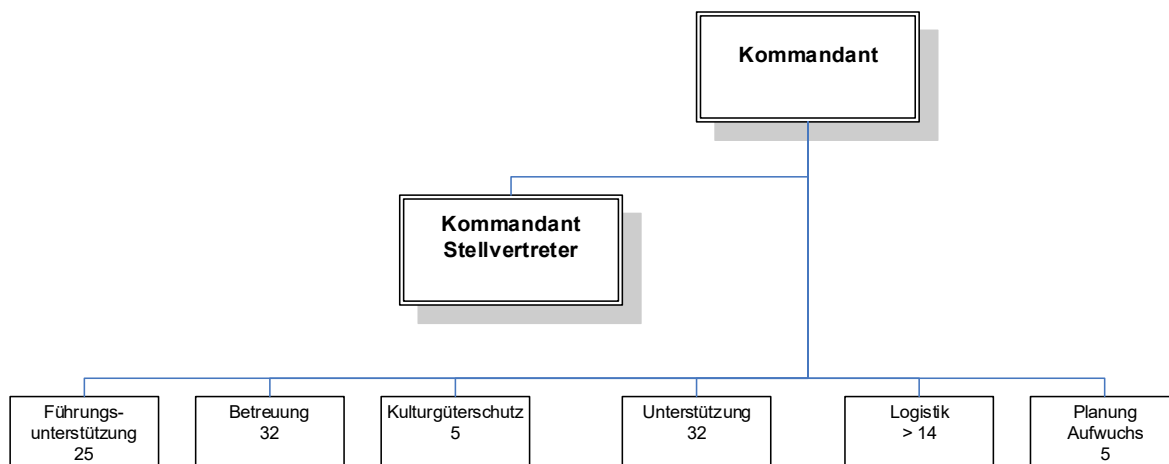 Kommandant
Kommandant
Stellvertreter
Führungs-
unterstützung
25
Betreuung
32
Kulturgüterschutz
5
Unterstützung
32
Logistik
> 14
Planung
Aufwuchs
5